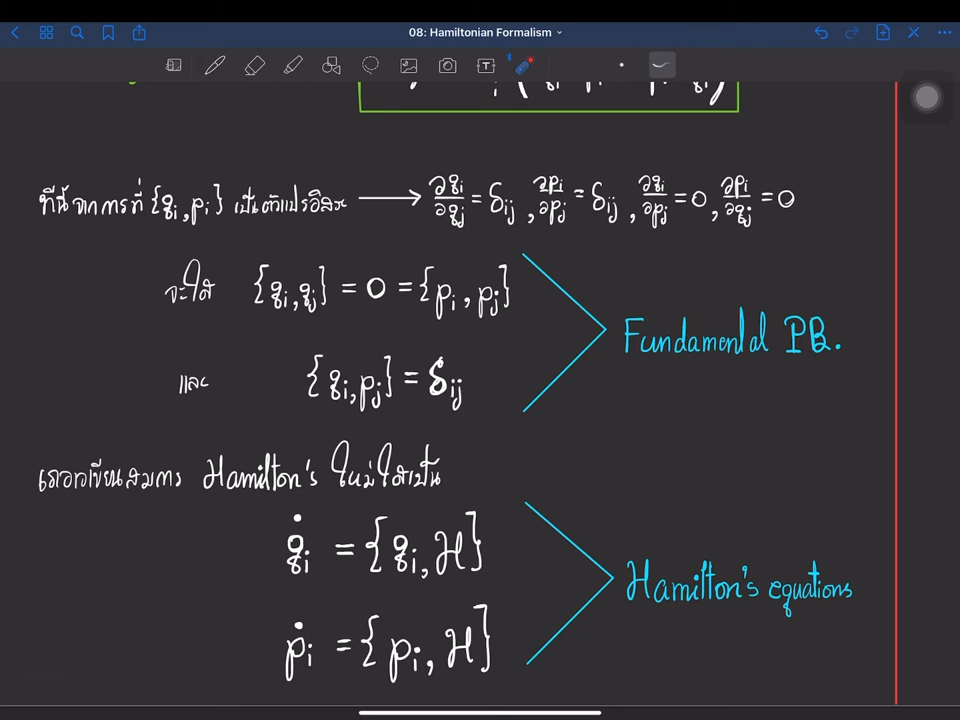 08: Hamiltonian Formalism
ทีนี้จากการที่ {qi, pi} เป็นตัวแปรอิสระ ⟶ ∂qi/∂qj = δij, ∂pi/∂pj = δij, ∂qi/∂pj = 0, ∂pi/∂qj = 0
จะได้ {qi, qj} = 0 = {pi, pj}
Fundamental PB.
และ {qi, pj} = δij
เราอาจเขียนสมการ Hamilton's ใหม่ได้เป็น
q̇i = {qi, H}
Hamilton's equations
ṗi = {pi, H}